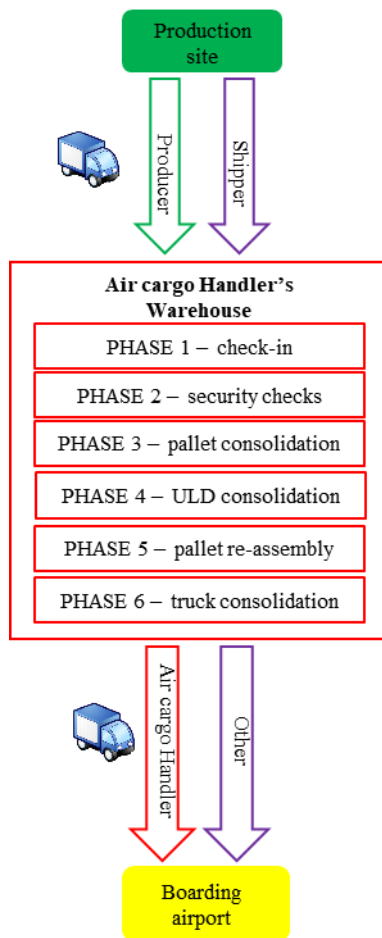 Production
site
Producer
Shipper
Air cargo Handler's
Warehouse
PHASE 1 – check-in
PHASE 2 – security checks
PHASE 3 – pallet consolidation
PHASE 4 – ULD consolidation
PHASE 5 – pallet re-assembly
PHASE 6 – truck consolidation
Air cargo Handler
Other
Boarding
airport